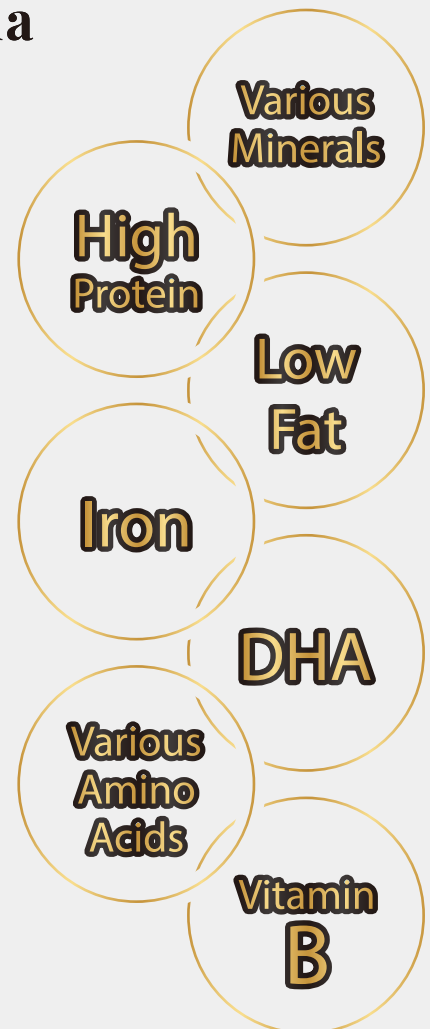 Various
Minerals
High
Protein
Low
Fat
Iron
DHA
Various
Amino
Acids
Vitamin
B